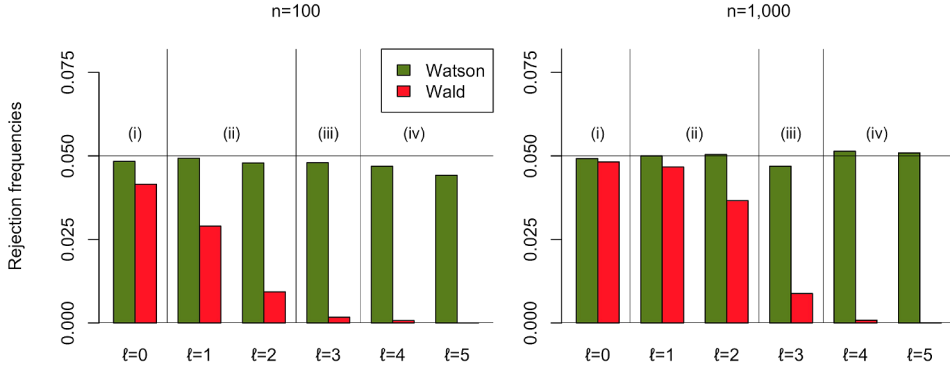 n=100
n=1,000
Rejection frequencies
0.000 0.025 0.050 0.075
Watson
Wald
(i) (ii) (iii) (iv)
ℓ=0 ℓ=1 ℓ=2 ℓ=3 ℓ=4 ℓ=5
0.000 0.025 0.050 0.075
(i) (ii) (iii) (iv)
ℓ=0 ℓ=1 ℓ=2 ℓ=3 ℓ=4 ℓ=5